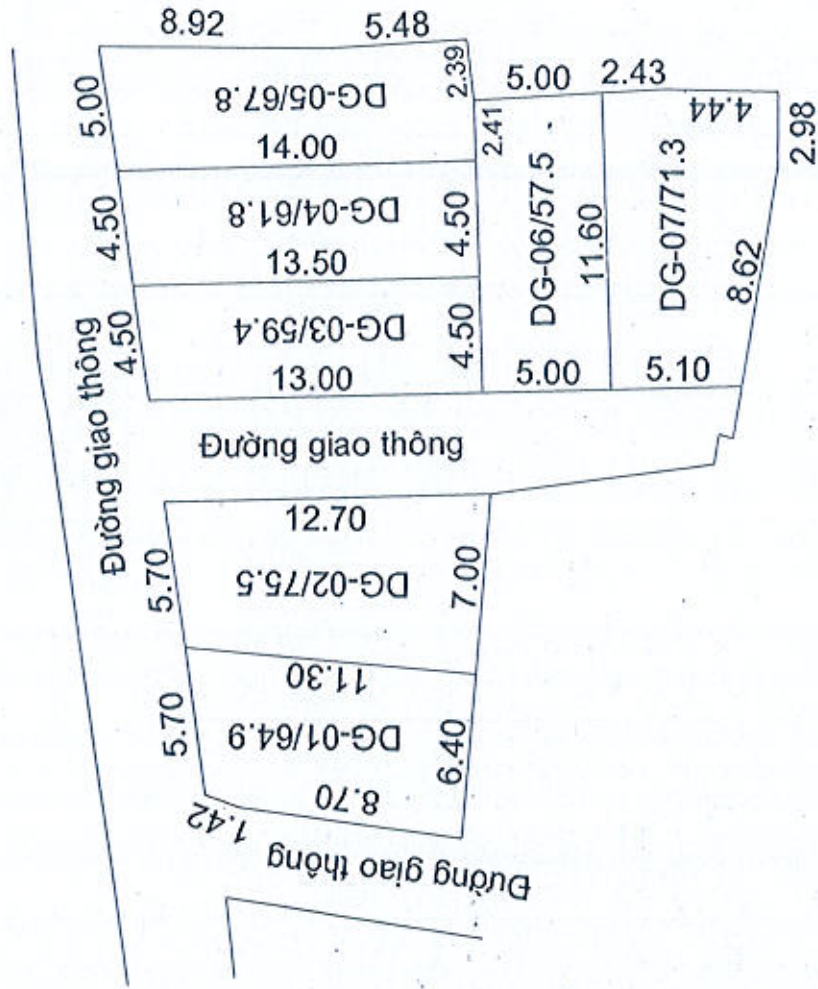 8.92
5.48
5.00
DG-05/67.8
2.39
5.00
2.43
4.44
2.98
14.00
2.41
4.50
DG-04/61.8
4.50
DG-06/57.5
11.60
DG-07/71.3
8.62
13.50
4.50
DG-03/59.4
4.50
13.00
5.00
5.10
Đường giao thông
Đường giao thông
12.70
5.70
DG-02/75.5
7.00
11.30
5.70
DG-01/64.9
6.40
8.70
1.42
Đường giao thông